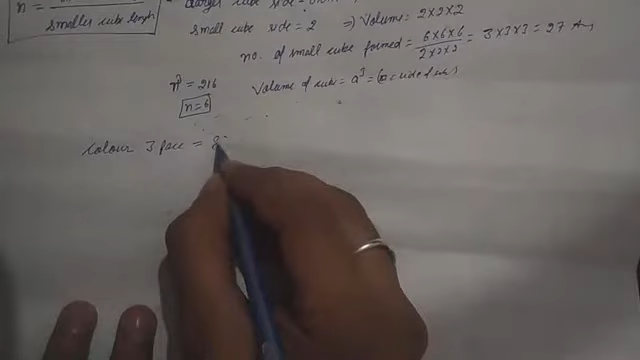 Larger cube side =
n =
smaller cube length
small cube side = 2 ⇒ Volume = 2×2×2
no. of small cube formed = 6×6×6 / 2×2×2 = 3×3×3 = 27 Ans
n³ = 216 Volume of cube = a³ = (a = side of cube)
n=6
colour 3 face = 8